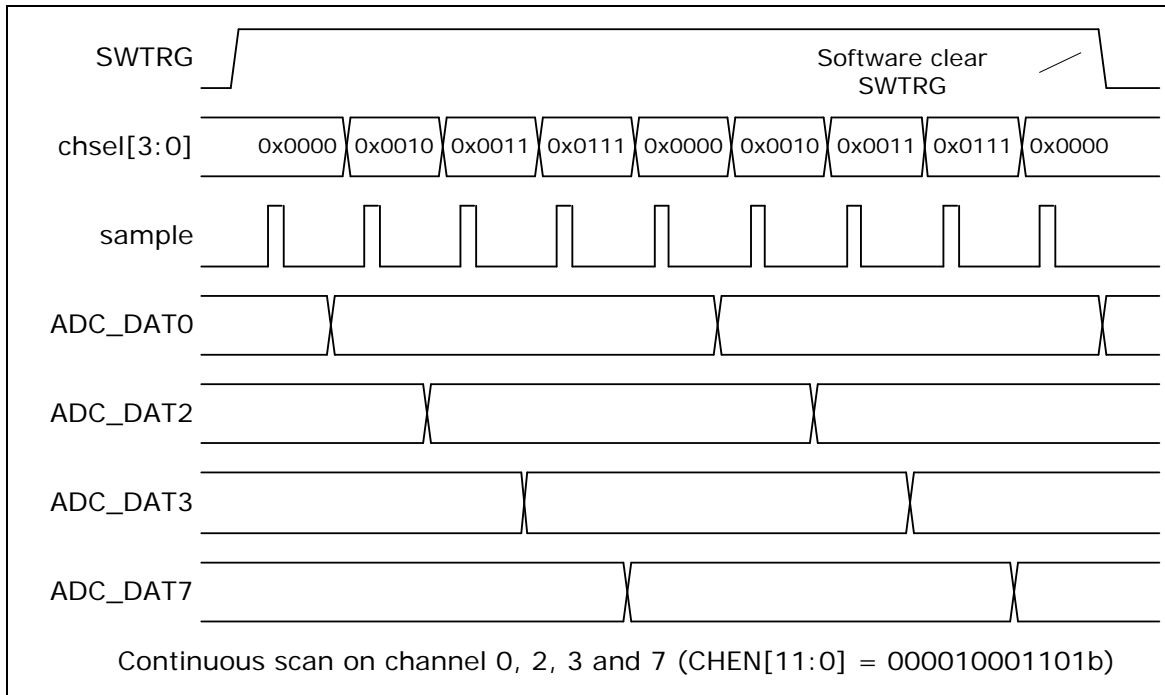 SWTRG
Software clear
SWTRG
chsel[3:0]
0x0000 0x0010 0x0011 0x0111 0x0000 0x0010 0x0011 0x0111 0x0000
sample
ADC_DAT0
ADC_DAT2
ADC_DAT3
ADC_DAT7
Continuous scan on channel 0, 2, 3 and 7 (CHEN[11:0] = 000010001101b)